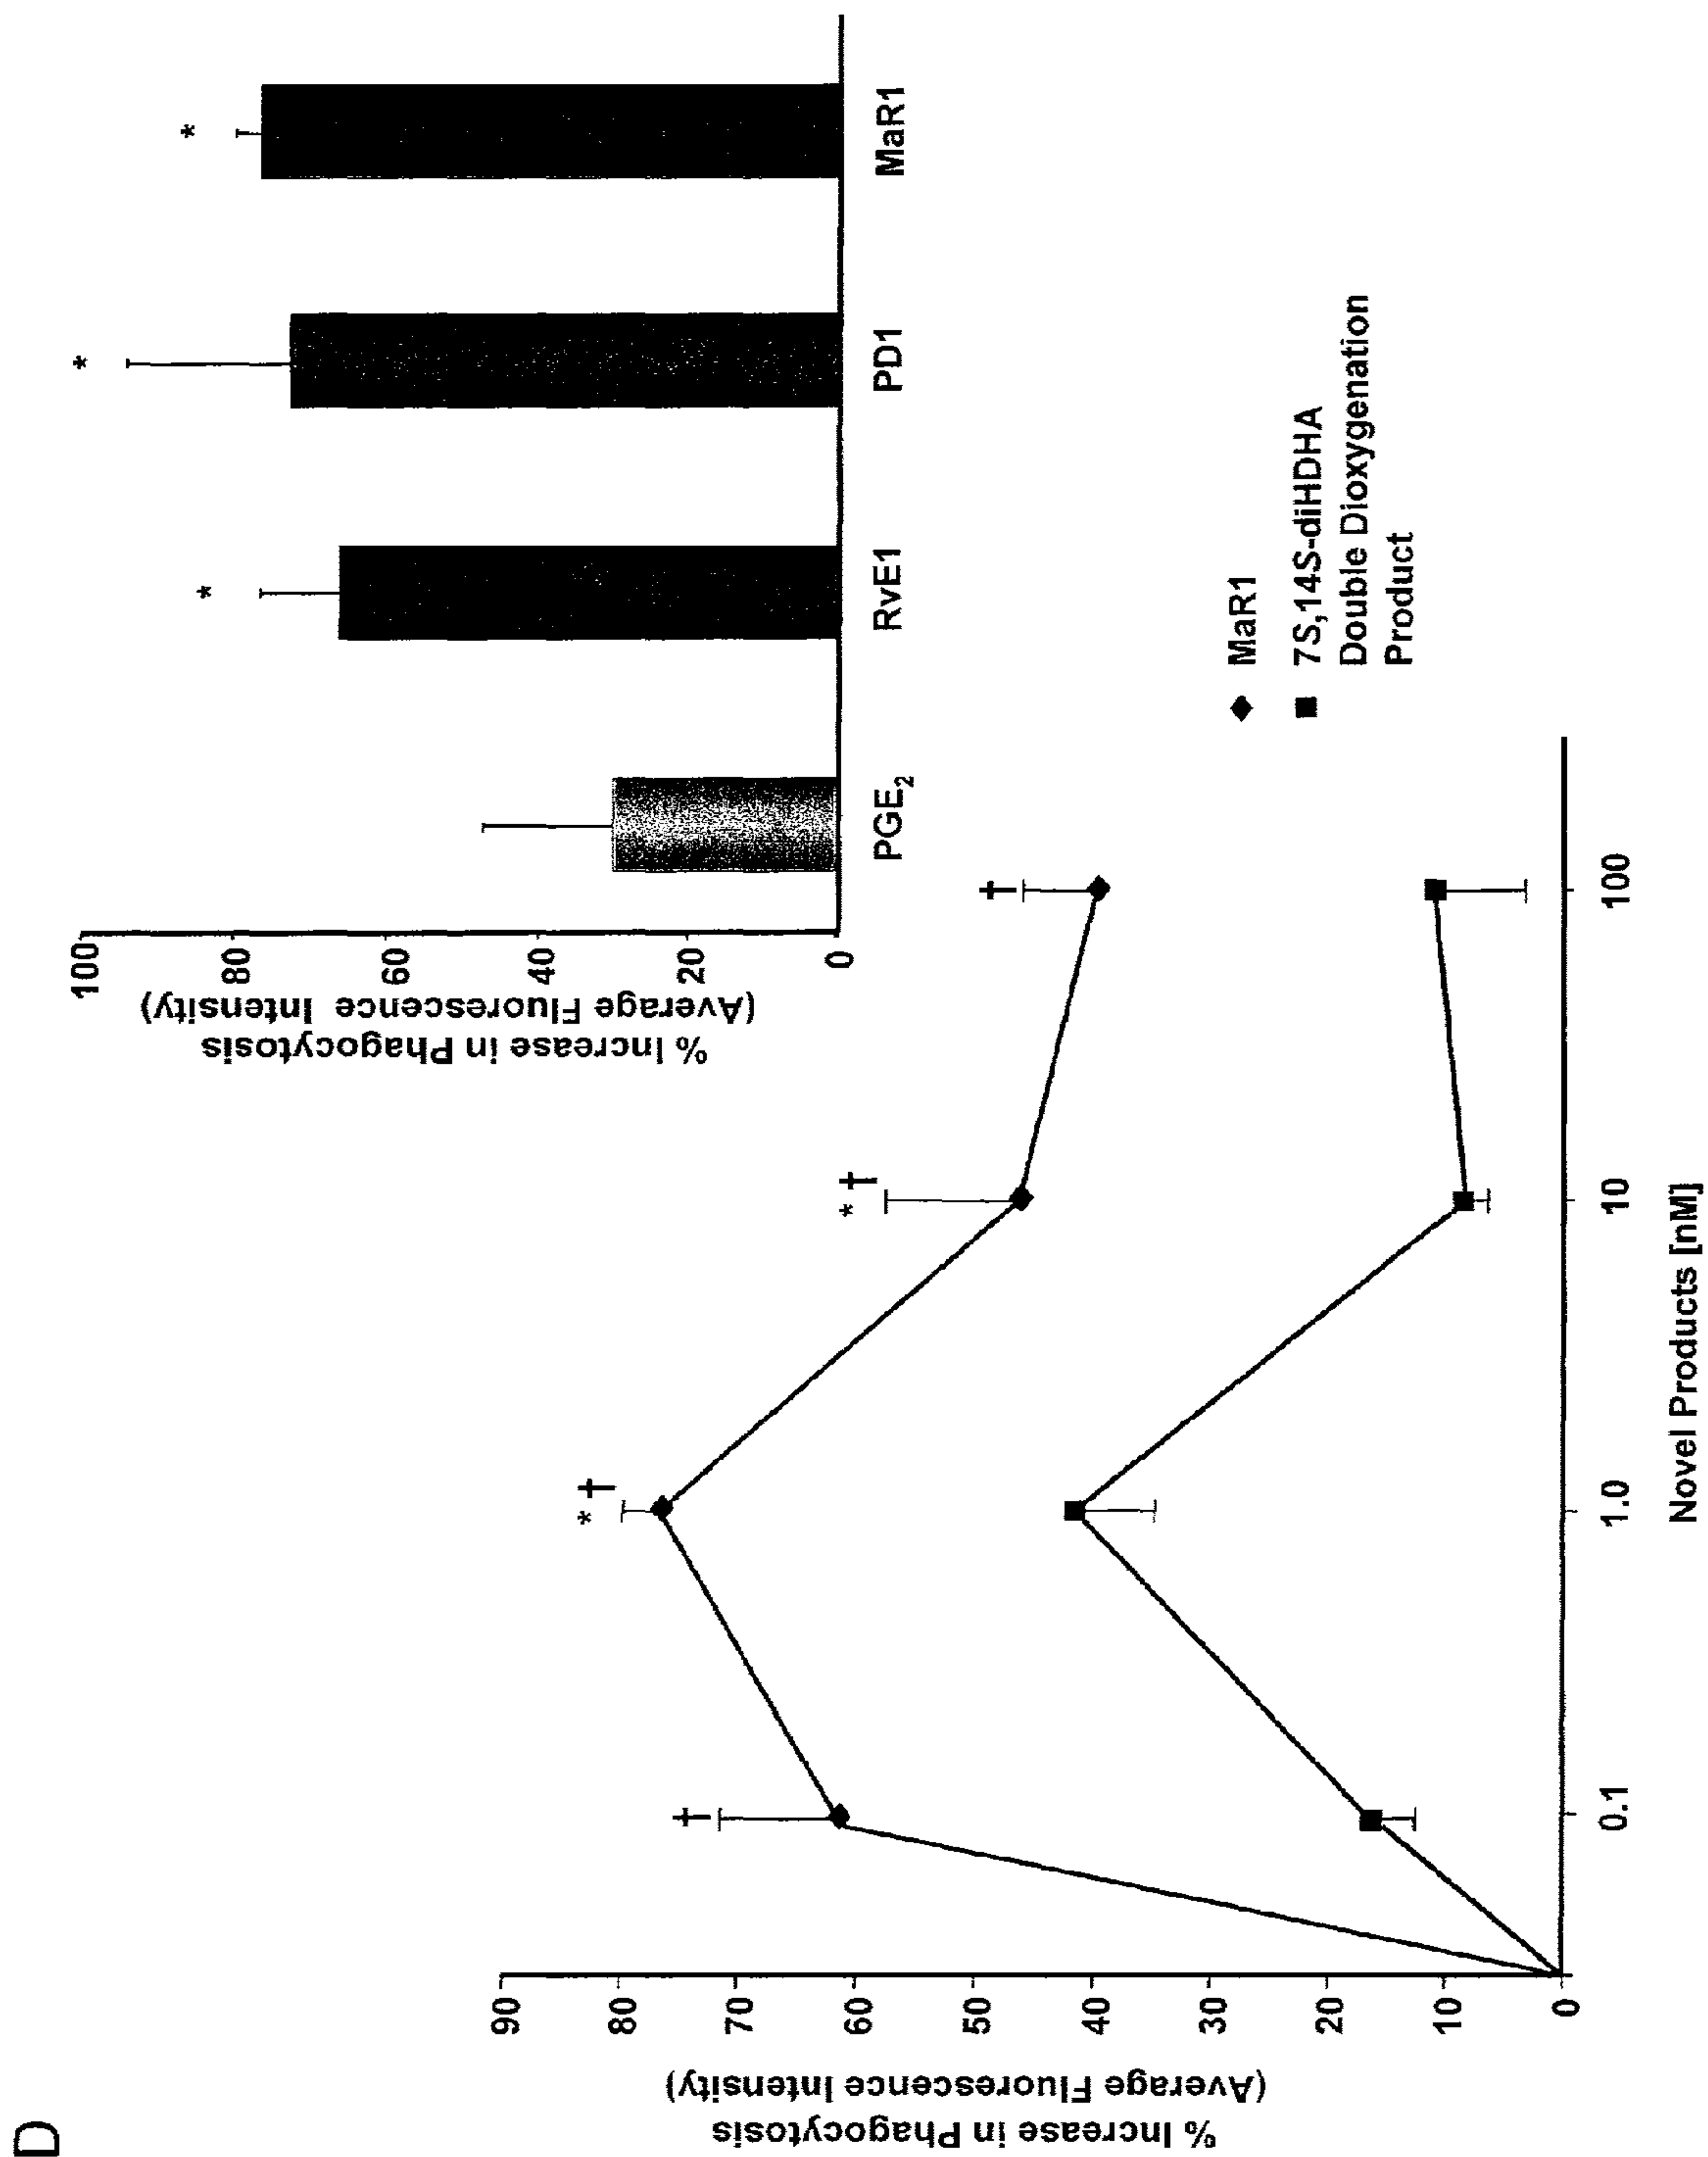 D
% Increase in Phagocytosis
(Average Fluorescence Intensity)
100
80
60
40
20
0
*
*
*
PGE₂
RvE1
PD1
MaR1
% Increase in Phagocytosis
(Average Fluorescence Intensity)
90
80
70
60
50
40
30
20
10
0
†
*†
*†
†
0.1
1.0
10
100
Novel Products [nM]
MaR1
7S,14S-diHDHA
Double Dioxygenation
Product